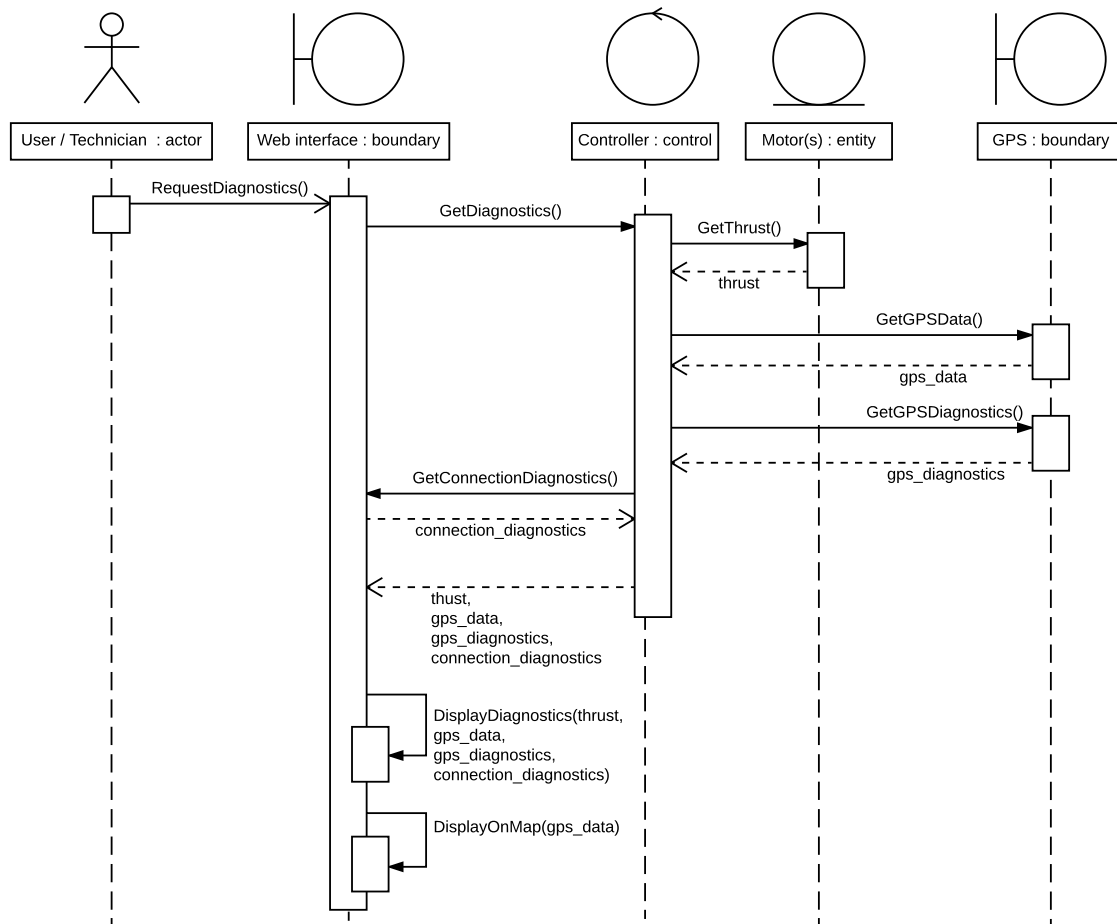 User / Technician  : actor
Web interface : boundary
Controller : control
Motor(s) : entity
GPS : boundary
RequestDiagnostics()
GetDiagnostics()
GetThrust()
thrust
GetGPSData()
gps_data
GetGPSDiagnostics()
gps_diagnostics
GetConnectionDiagnostics()
connection_diagnostics
thust,
gps_data,
gps_diagnostics,
connection_diagnostics
DisplayDiagnostics(thrust,
gps_data,
gps_diagnostics,
connection_diagnostics)
DisplayOnMap(gps_data)